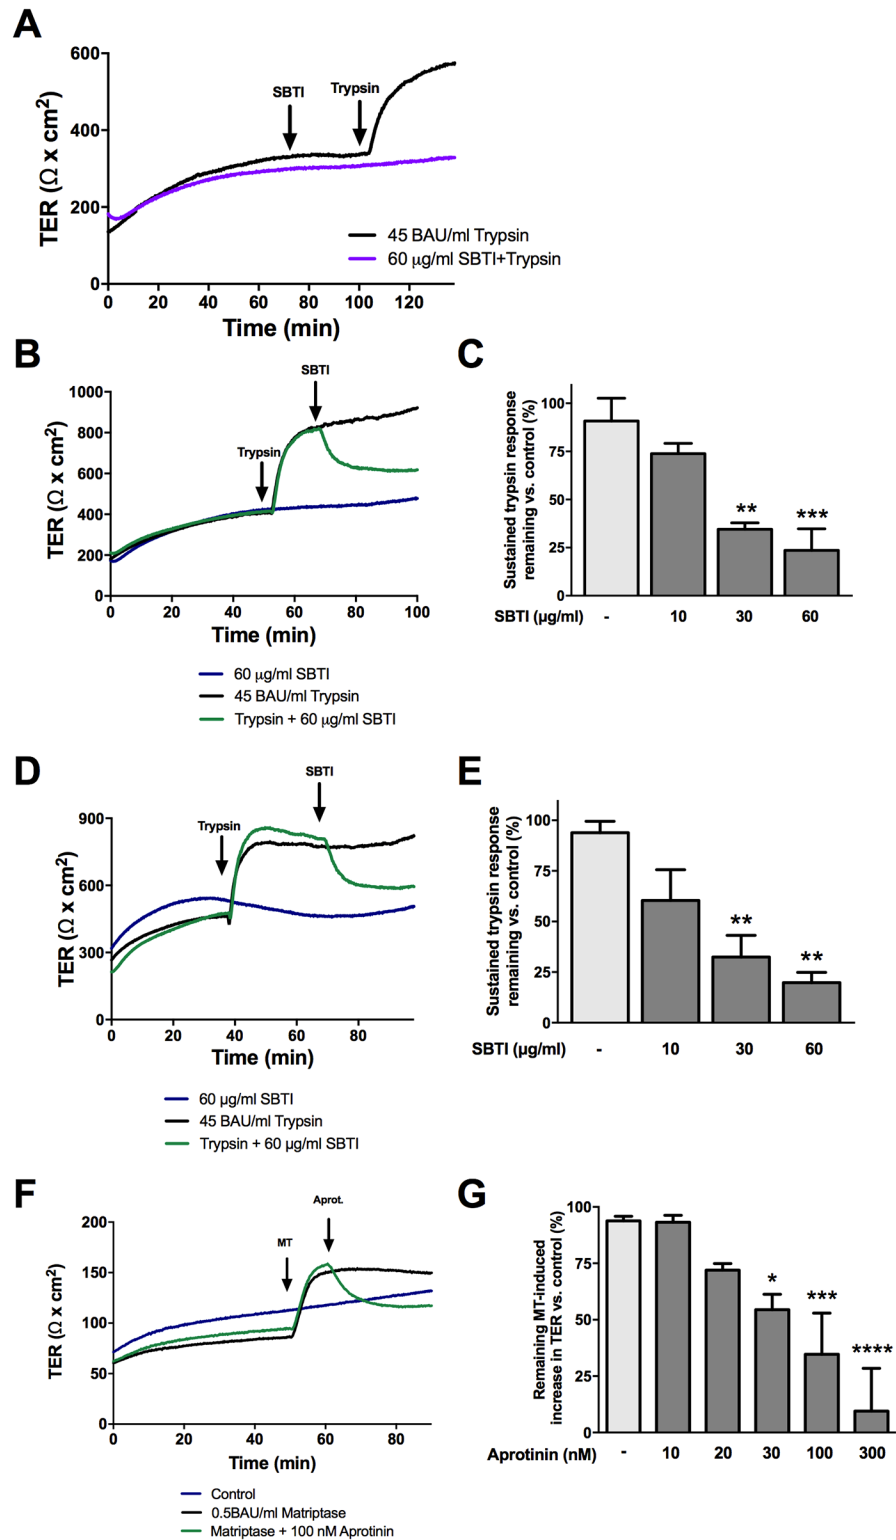 A
TER (Ω x cm2)
600
400
200
0
SBTI
Trypsin
45 BAU/ml Trypsin
60 μg/ml SBTI+Trypsin
0 20 40 60 80 100 120
Time (min)
B
TER (Ω x cm2)
1000
800
600
400
200
0
SBTI
Trypsin
0 20 40 60 80 100
Time (min)
60 μg/ml SBTI
45 BAU/ml Trypsin
Trypsin + 60 μg/ml SBTI
C
Sustained trypsin response
remaining vs. control (%)
100
75
50
25
0
** ***
SBTI (μg/ml) - 10 30 60
D
TER (Ω x cm2)
900
600
300
0
SBTI
Trypsin
0 20 40 60 80
Time (min)
60 μg/ml SBTI
45 BAU/ml Trypsin
Trypsin + 60 μg/ml SBTI
E
Sustained trypsin response
remaining vs. control (%)
100
75
50
25
0
** **
SBTI (μg/ml) - 10 30 60
F
TER (Ω x cm2)
200
150
100
50
0
Aprot.
MT
0 20 40 60 80
Time (min)
Control
0.5BAU/ml Matriptase
Matriptase + 100 nM Aprotinin
G
Remaining MT-induced
increase in TER vs. control (%)
100
75
50
25
0
* *** ****
Aprotinin (nM) - 10 20 30 100 300